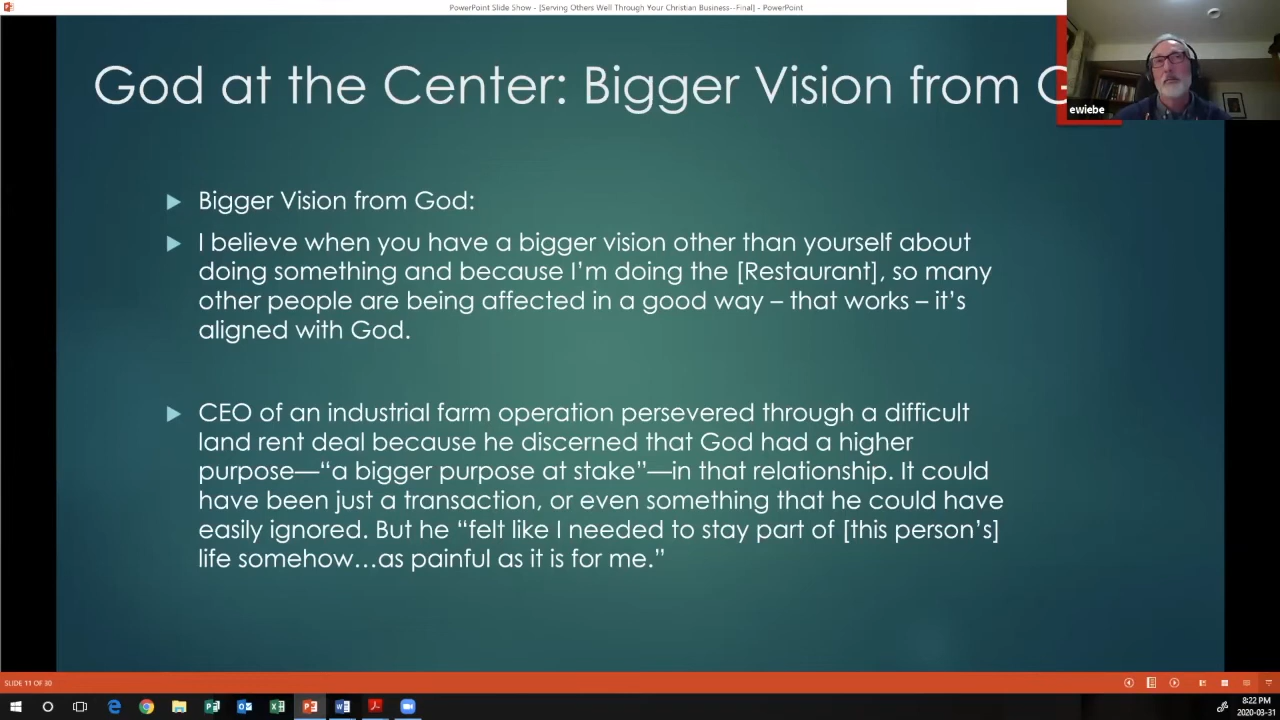 PowerPoint Slide Show - [Serving Others Well Through Your Christian Business--Final] - PowerPoint
God at the Center: Bigger Vision from G
ewiebe
Bigger Vision from God:
I believe when you have a bigger vision other than yourself about
doing something and because I’m doing the [Restaurant], so many
other people are being affected in a good way – that works – it’s
aligned with God.
CEO of an industrial farm operation persevered through a difficult
land rent deal because he discerned that God had a higher
purpose—“a bigger purpose at stake”—in that relationship. It could
have been just a transaction, or even something that he could have
easily ignored. But he “felt like I needed to stay part of [this person’s]
life somehow…as painful as it is for me.”
SLIDE 11 OF 30
8:22 PM
2020-03-31